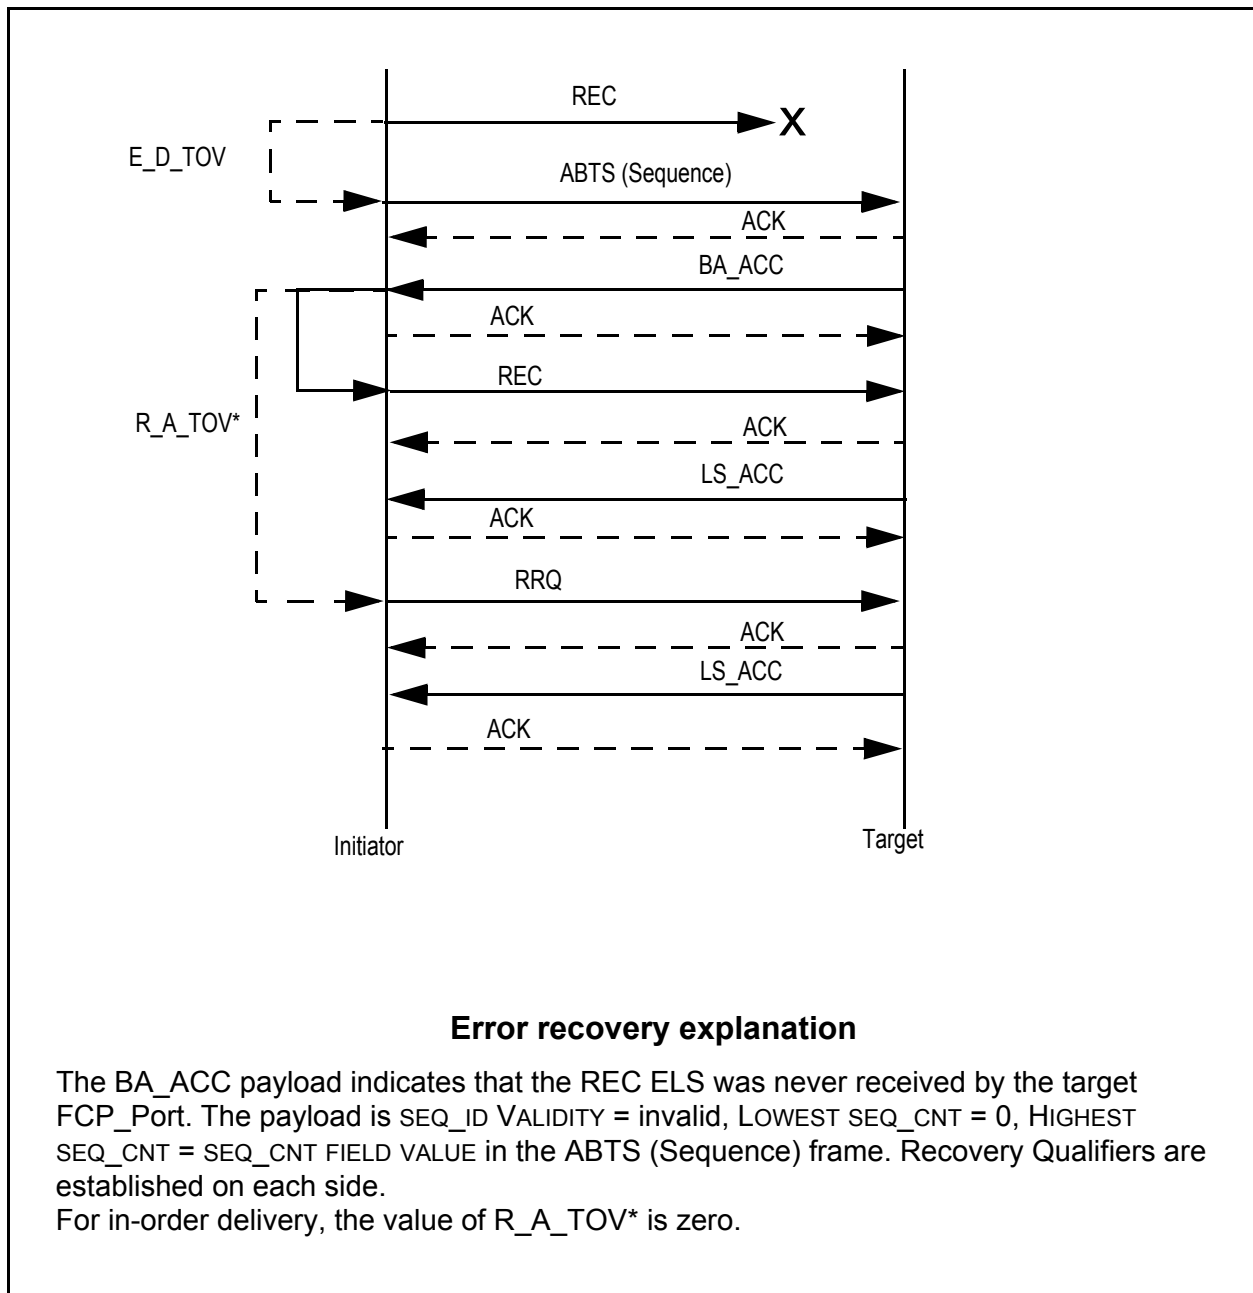 REC
X
E_D_TOV
ABTS (Sequence)
ACK
BA_ACC
ACK
REC
R_A_TOV*
ACK
LS_ACC
ACK
RRQ
ACK
LS_ACC
ACK
Initiator
Target
Error recovery explanation
The BA_ACC payload indicates that the REC ELS was never received by the target
FCP_Port. The payload is SEQ_ID VALIDITY = invalid, LOWEST SEQ_CNT = 0, HIGHEST
SEQ_CNT = SEQ_CNT FIELD VALUE in the ABTS (Sequence) frame. Recovery Qualifiers are
established on each side.
For in-order delivery, the value of R_A_TOV* is zero.